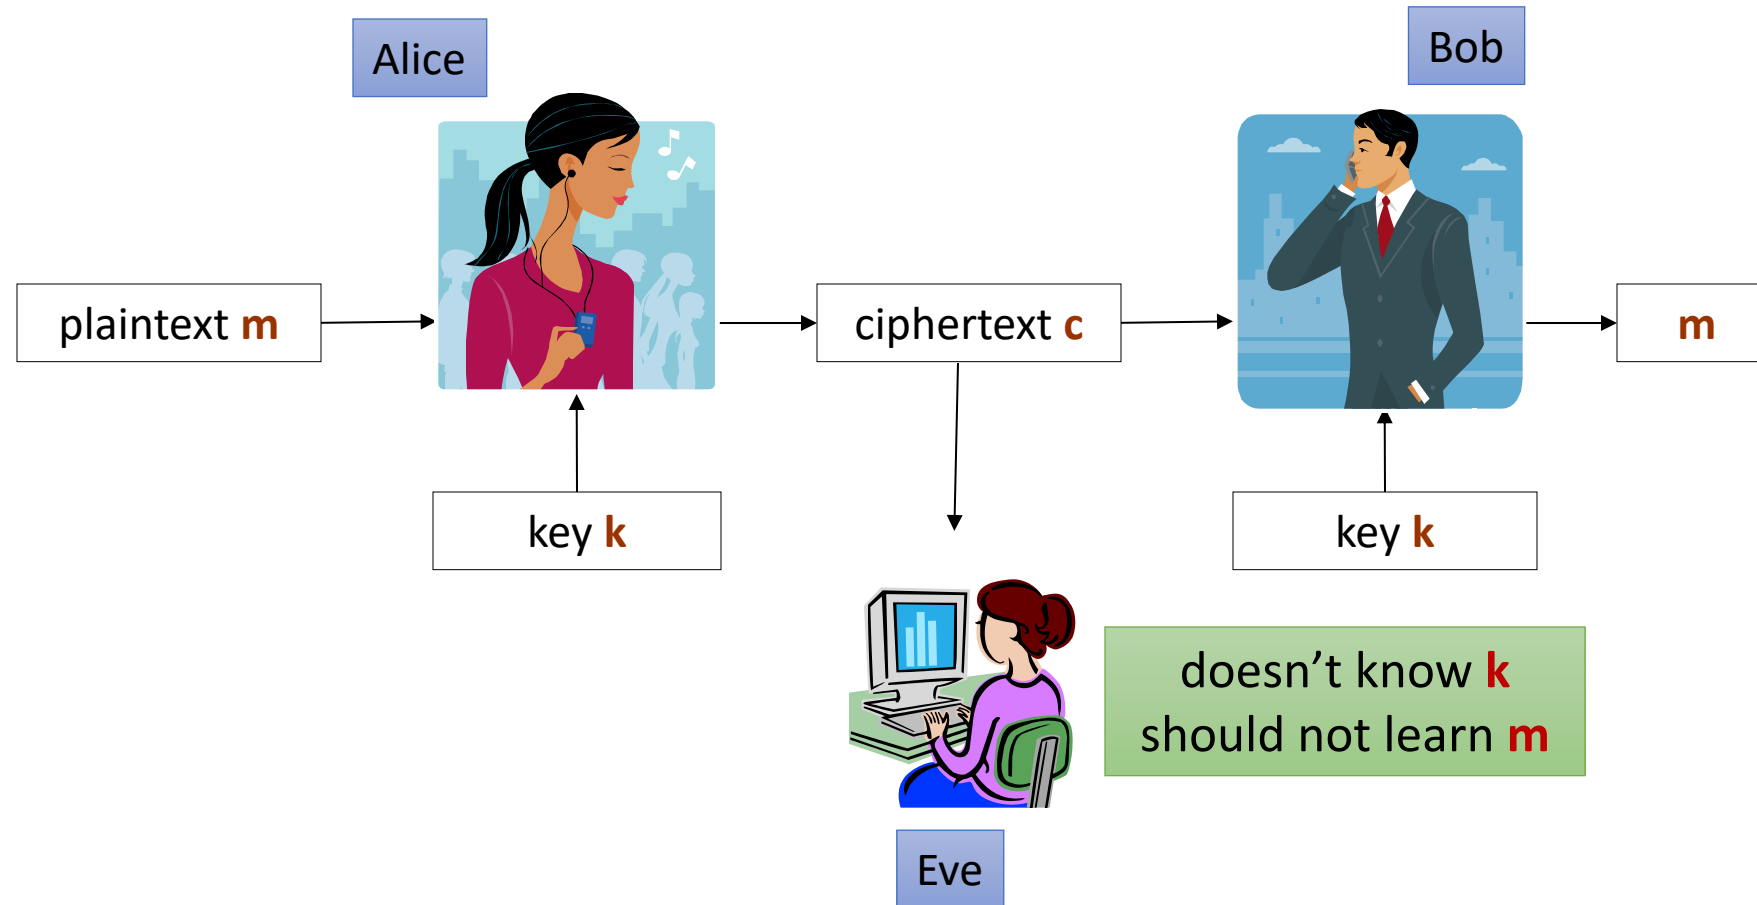 Alice
Bob
plaintext m
ciphertext c
m
key k
key k
doesn’t know k
should not learn m
Eve